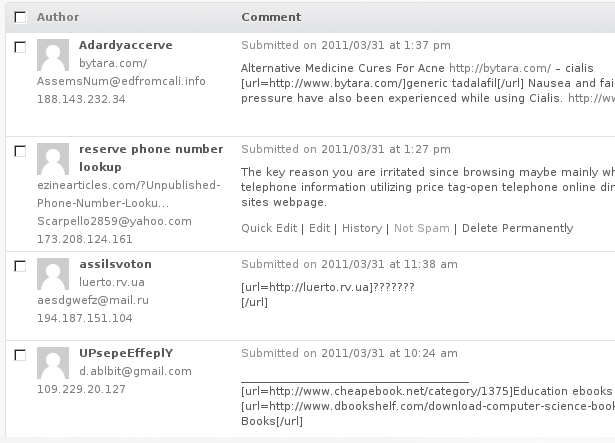 Author Comment
Adardyaccerve
bytara.com/
AssemsNum@edfromcali.info
188.143.232.34
Submitted on 2011/03/31 at 1:37 pm
Alternative Medicine Cures For Acne http://bytara.com/ – cialis
[url=http://www.bytara.com/]generic tadalafil[/url] Nausea and fai
pressure have also been experienced while using Cialis. http://ww
reserve phone number
lookup
ezinearticles.com/?Unpublished-
Phone-Number-Looku...
Scarpello2859@yahoo.com
173.208.124.161
Submitted on 2011/03/31 at 1:27 pm
The key reason you are irritated since browsing maybe mainly wh
telephone information utilizing price tag-open telephone online dir
sites webpage.
Quick Edit | Edit | History | Not Spam | Delete Permanently
assilsvoton
luerto.rv.ua
aesdgwefz@mail.ru
194.187.151.104
Submitted on 2011/03/31 at 11:38 am
[url=http://luerto.rv.ua]???????
[/url]
UPsepeEffeplY
d.ablbit@gmail.com
109.229.20.127
Submitted on 2011/03/31 at 10:24 am
[url=http://www.cheapebook.net/category/1375]Education ebooks
[url=http://www.dbookshelf.com/download-computer-science-book
Books[/url]